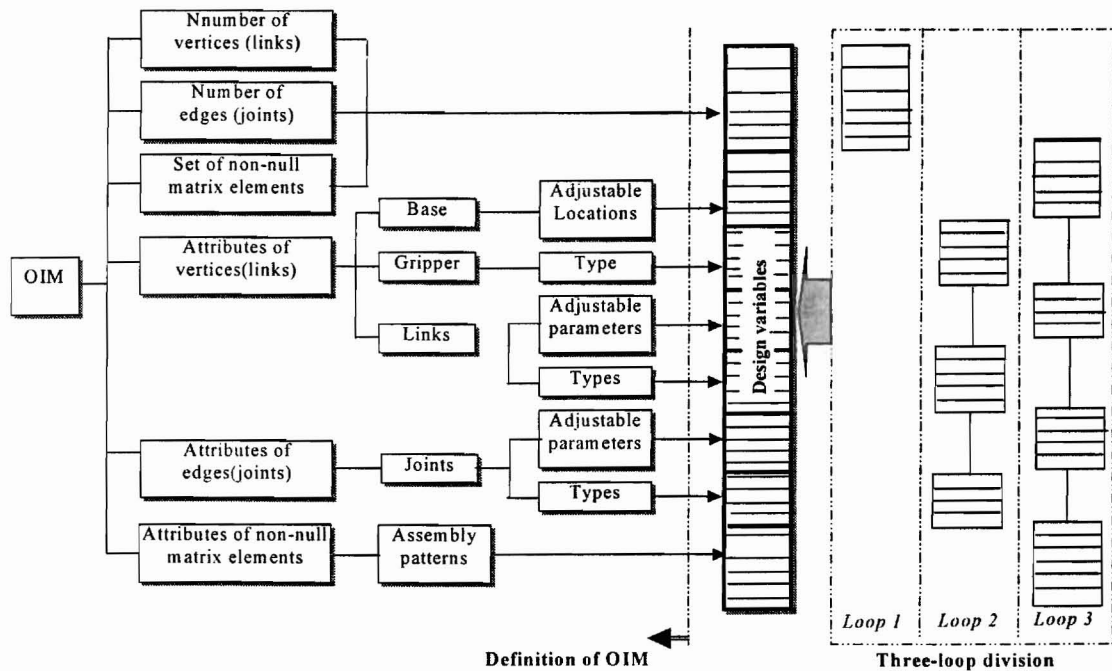 Nnumber of
vertices (links)
Number of
edges (joints)
Set of non-null
matrix elements
Attributes of
vertices(links)
OIM
Base
Adjustable
Locations
Gripper
Type
Links
Adjustable
parameters
Types
Attributes of
edges(joints)
Joints
Adjustable
parameters
Types
Attributes of non-null
matrix elements
Assembly
patterns
Design variables
Loop 1
Loop 2
Loop 3
Definition of OIM
Three-loop division